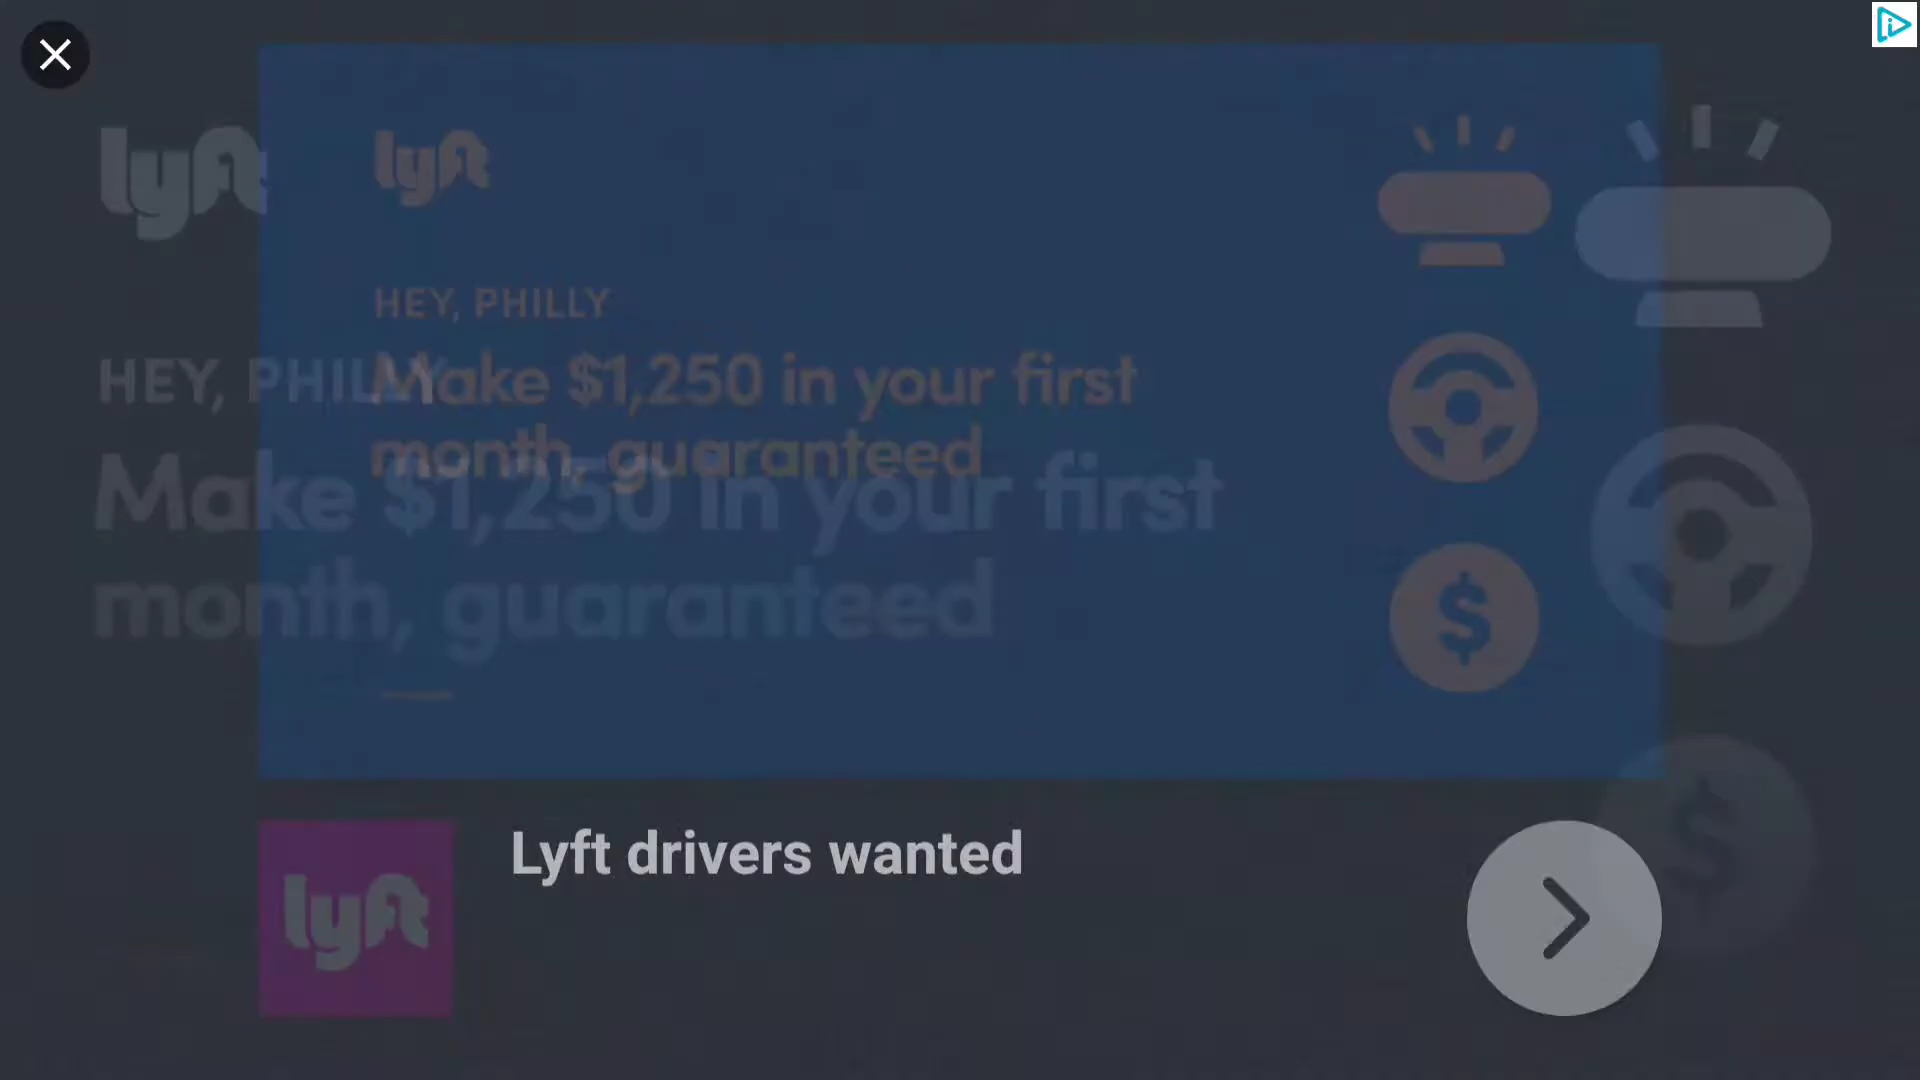 lyft
lyft
HEY, PHILLY
Make $1,250 in your first
month, guaranteed
HEY, PHILLY
Make $1,250 in your first
month, guaranteed
$
$
Lyft drivers wanted
lyft